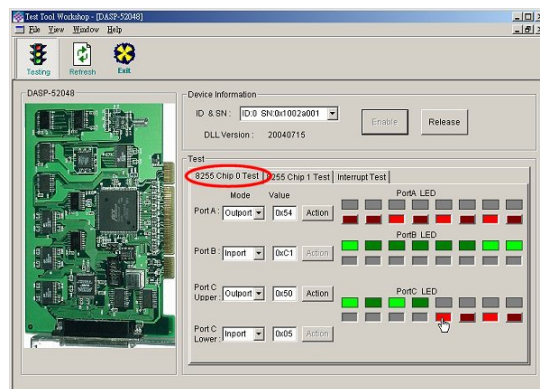 Test Tool Workshop - [DASP-52048]
File View Window Help
Testing Refresh Exit
DASP-52048
Device Information
ID & SN : ID:0 SN:0x1002a001
Enable Release
DLL Version : 20040715
Test
8255 Chip 0 Test 8255 Chip 1 Test Interrupt Test
Mode Value PortA LED
Port A : Outport 0x54 Action
PortB LED
Port B : Inport 0xC1 Action
PortC LED
Port C Upper : Outport 0x50 Action
Port C Lower : Inport 0x05 Action